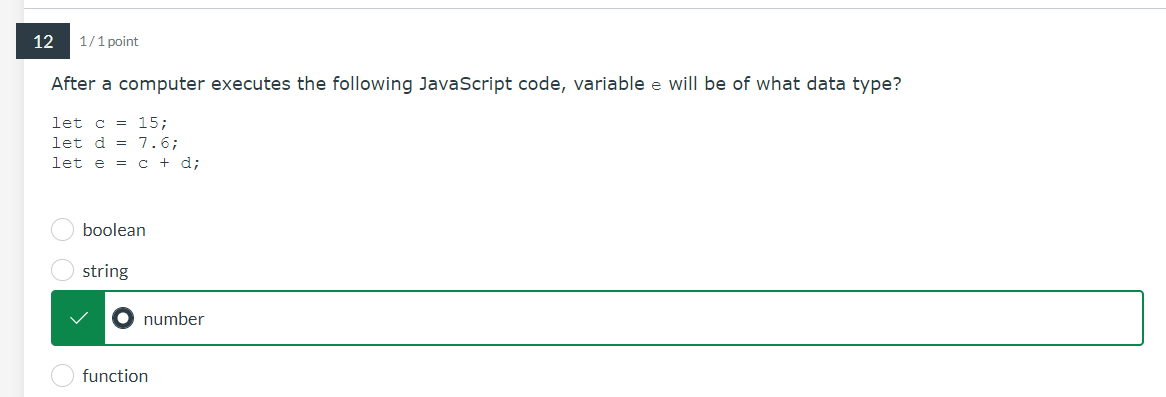 12 1/1 point
After a computer executes the following JavaScript code, variable e will be of what data type?
let c = 15;
let d = 7.6;
let e = c + d;
boolean
string
number
function